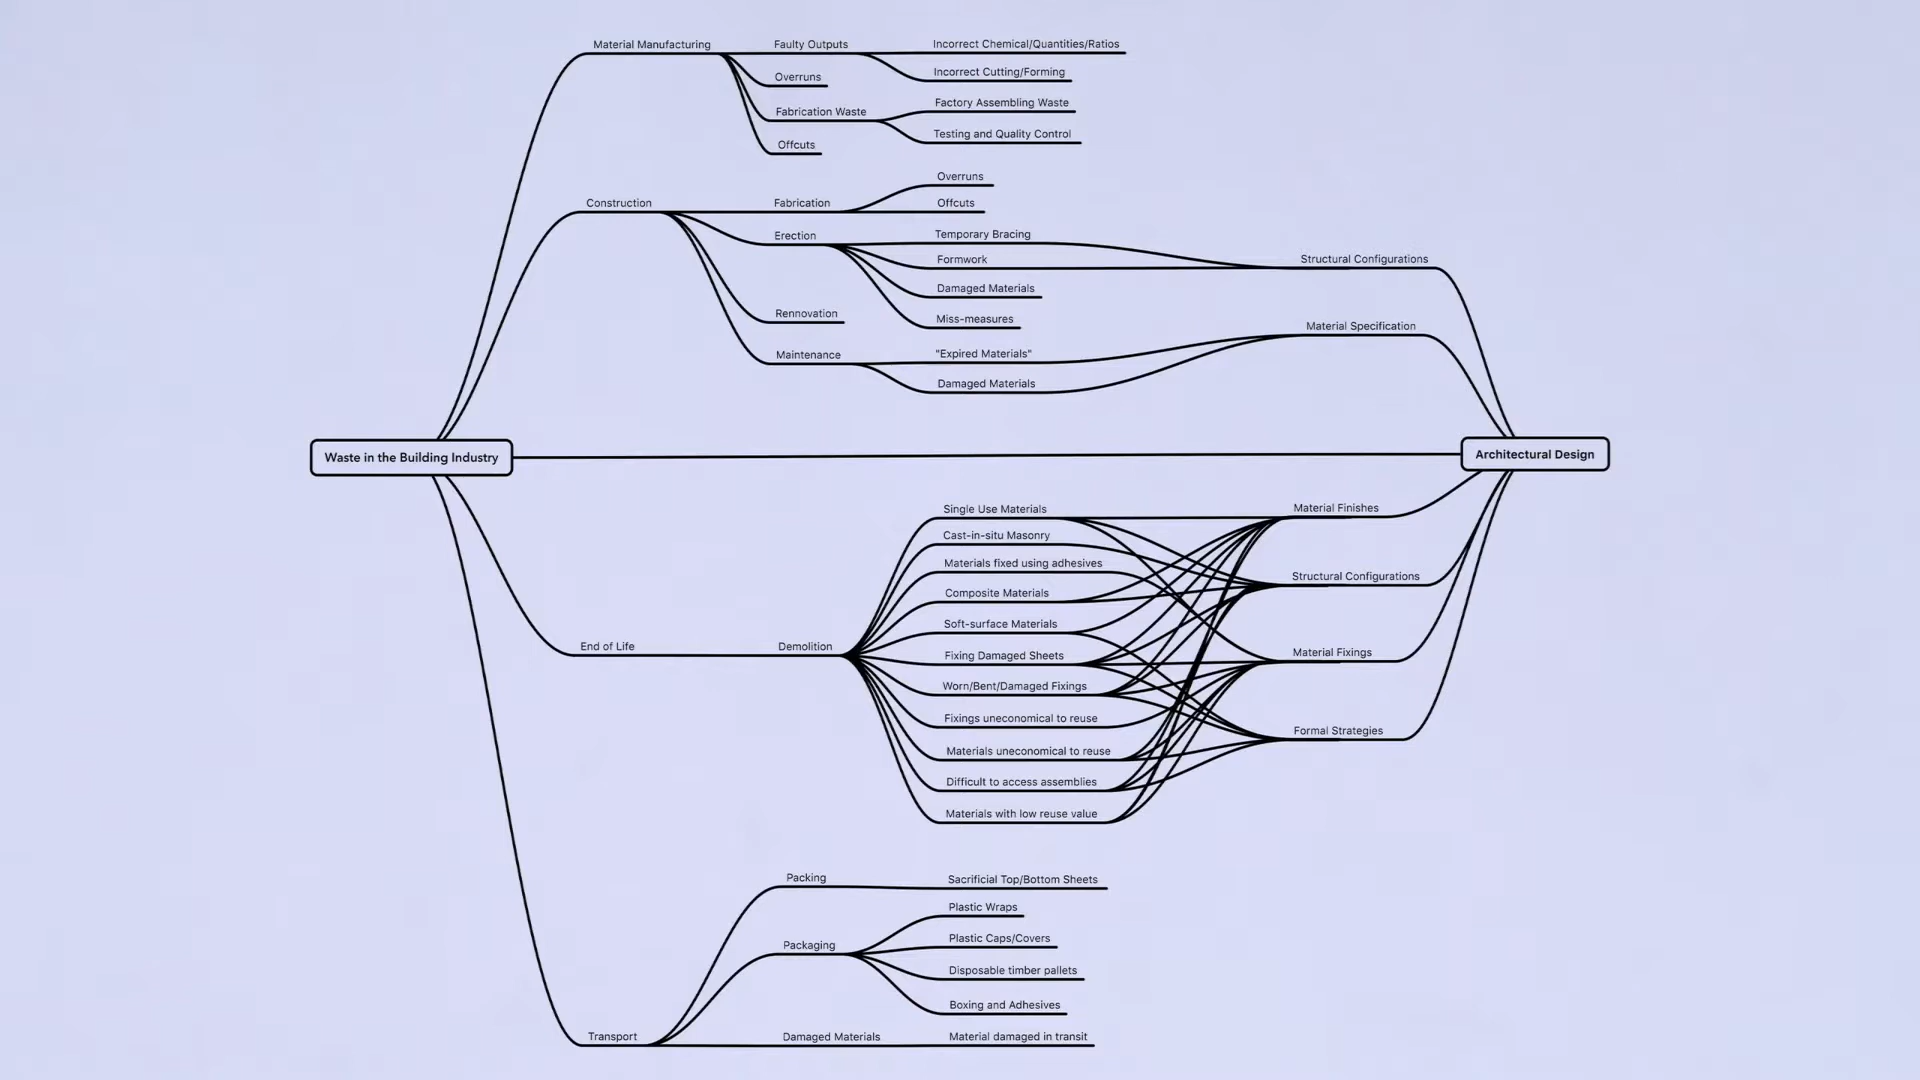 Material Manufacturing
Faulty Outputs
Incorrect Chemical/Quantities/Ratios
Incorrect Cutting/Forming
Overruns
Fabrication Waste
Factory Assembling Waste
Testing and Quality Control
Offcuts
Construction
Fabrication
Overruns
Offcuts
Erection
Temporary Bracing
Formwork
Damaged Materials
Miss-measures
Rennovation
Maintenance
"Expired Materials"
Damaged Materials
Structural Configurations
Material Specification
Waste in the Building Industry
Architectural Design
End of Life
Demolition
Single Use Materials
Cast-in-situ Masonry
Materials fixed using adhesives
Composite Materials
Soft-surface Materials
Fixing Damaged Sheets
Worn/Bent/Damaged Fixings
Fixings uneconomical to reuse
Materials uneconomical to reuse
Difficult to access assemblies
Materials with low reuse value
Material Finishes
Structural Configurations
Material Fixings
Formal Strategies
Transport
Packing
Sacrificial Top/Bottom Sheets
Packaging
Plastic Wraps
Plastic Caps/Covers
Disposable timber pallets
Boxing and Adhesives
Damaged Materials
Material damaged in transit